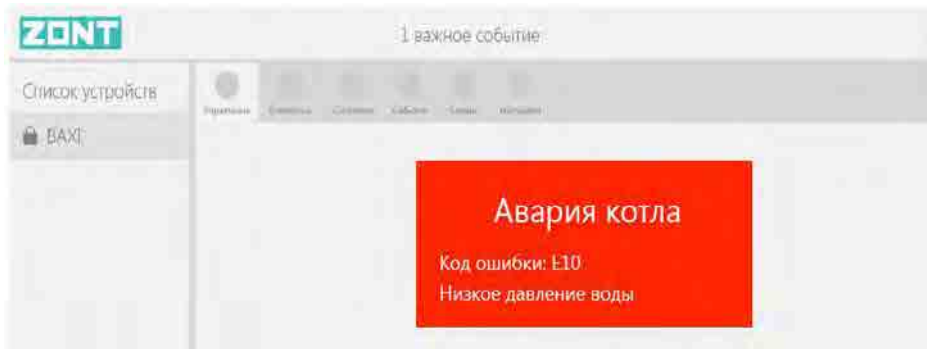 ZONT
1 важное событие
Список устройств
BAXI
Авария котла
Код ошибки: E10
Низкое давление воды